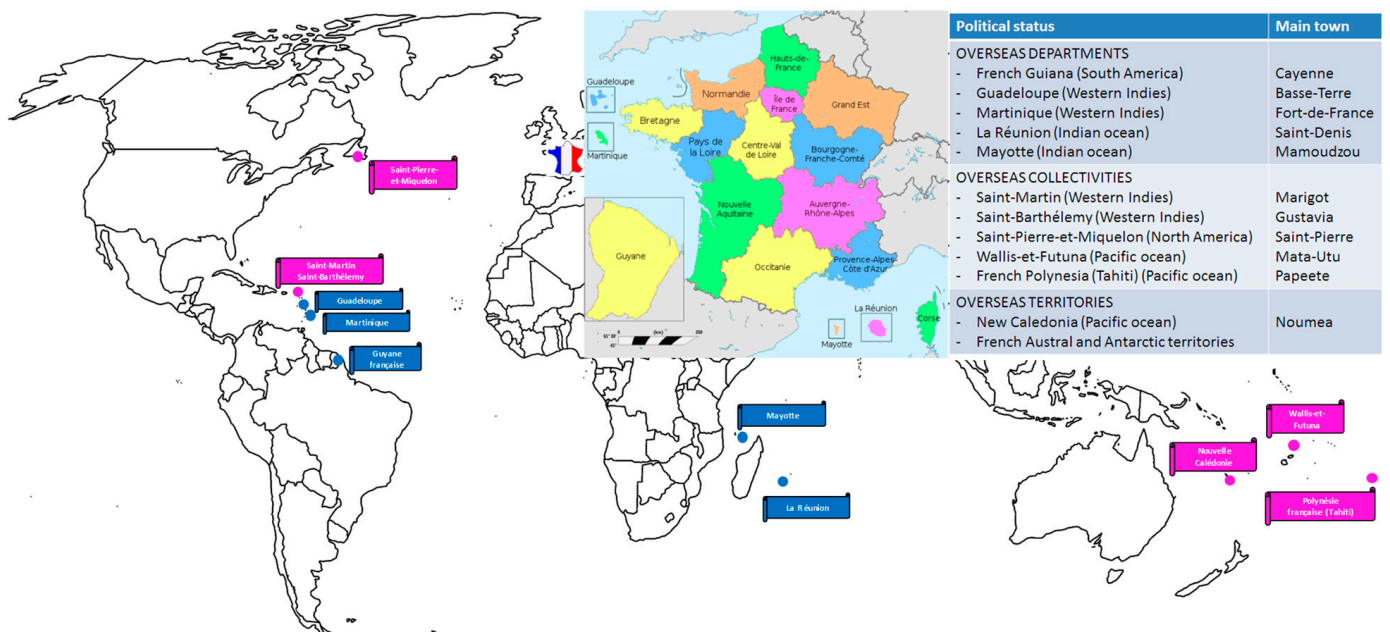 Saint-Pierre-
et-Miquelon
Saint-Martin
Saint-Barthélemy
Guadeloupe
Martinique
Guyane
française
Mayotte
La Réunion
Wallis-et-
Futuna
Nouvelle
Calédonie
Polynésie
française (Tahiti)
Guadeloupe
Martinique
Guyane
Hauts-de-
France
Normandie
Île de
France
Grand Est
Bretagne
Pays de
la Loire
Centre-Val
de Loire
Bourgogne-
Franche-Comté
Nouvelle
Aquitaine
Auvergne-
Rhône-Alpes
Occitanie
Provence-Alpes-
Côte d'Azur
Corse
La Réunion
Mayotte
0 (km) 250
Political status Main town
OVERSEAS DEPARTMENTS
- French Guiana (South America) Cayenne
- Guadeloupe (Western Indies) Basse-Terre
- Martinique (Western Indies) Fort-de-France
- La Réunion (Indian ocean) Saint-Denis
- Mayotte (Indian ocean) Mamoudzou
OVERSEAS COLLECTIVITIES
- Saint-Martin (Western Indies) Marigot
- Saint-Barthélemy (Western Indies) Gustavia
- Saint-Pierre-et-Miquelon (North America) Saint-Pierre
- Wallis-et-Futuna (Pacific ocean) Mata-Utu
- French Polynesia (Tahiti) (Pacific ocean) Papeete
OVERSEAS TERRITORIES
- New Caledonia (Pacific ocean) Noumea
- French Austral and Antarctic territories